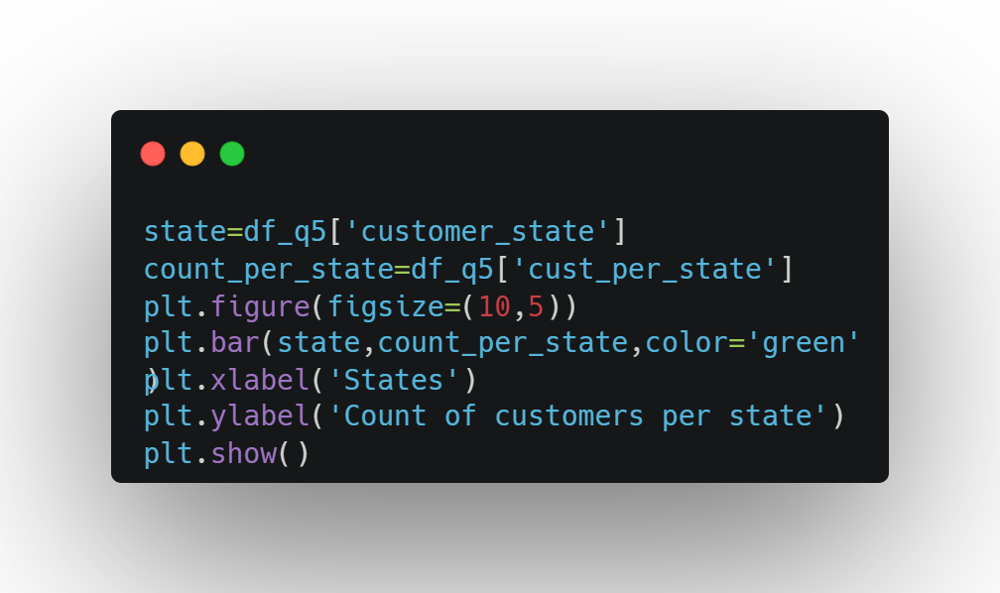 state=df_q5['customer_state']
count_per_state=df_q5['cust_per_state']
plt.figure(figsize=(10,5))
plt.bar(state,count_per_state,color='green'
)
plt.xlabel('States')
plt.ylabel('Count of customers per state')
plt.show()